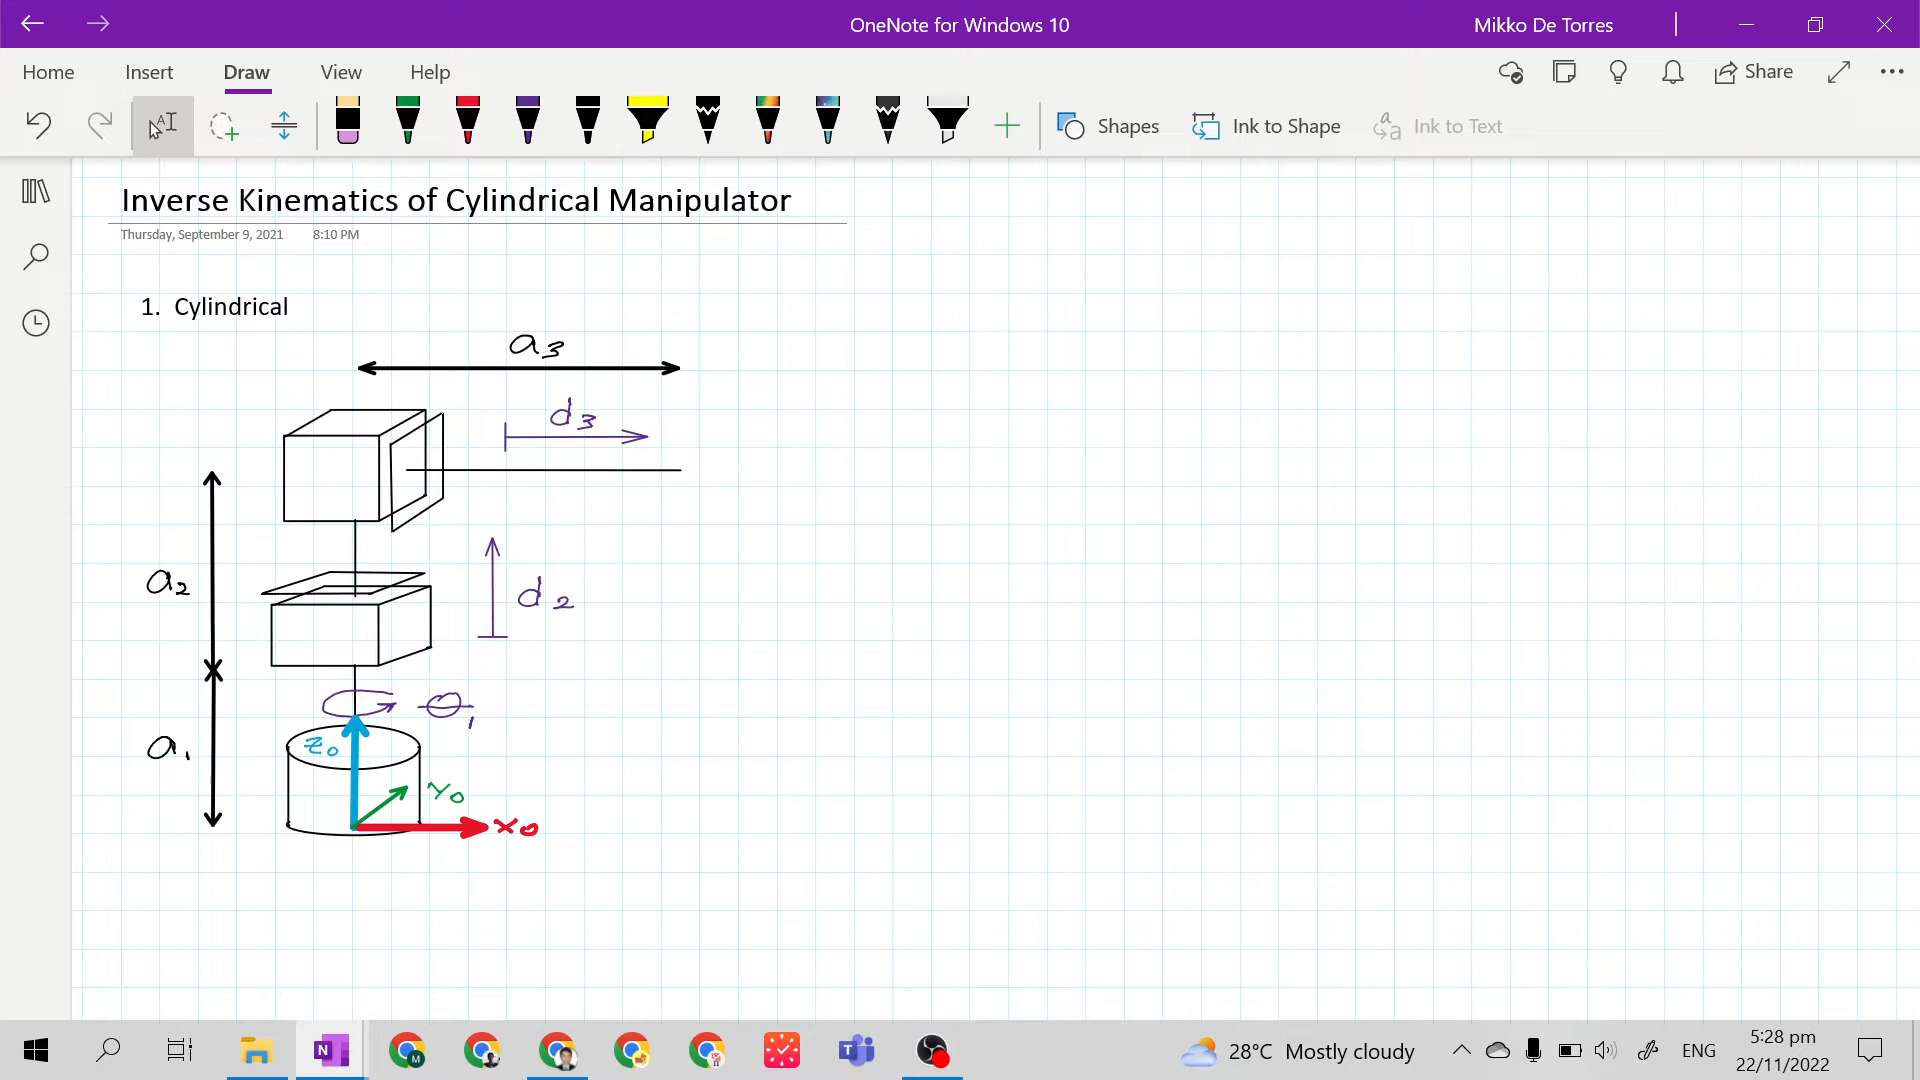 OneNote for Windows 10
Mikko De Torres
Home Insert Draw View Help
Share
Shapes
Ink to Shape
Ink to Text
Inverse Kinematics of Cylindrical Manipulator
Thursday, September 9, 2021 8:10 PM
1. Cylindrical
a3
d3
a2
d2
θ1
a1
z0
Y0
x0
28°C Mostly cloudy
ENG
5:28 pm
22/11/2022